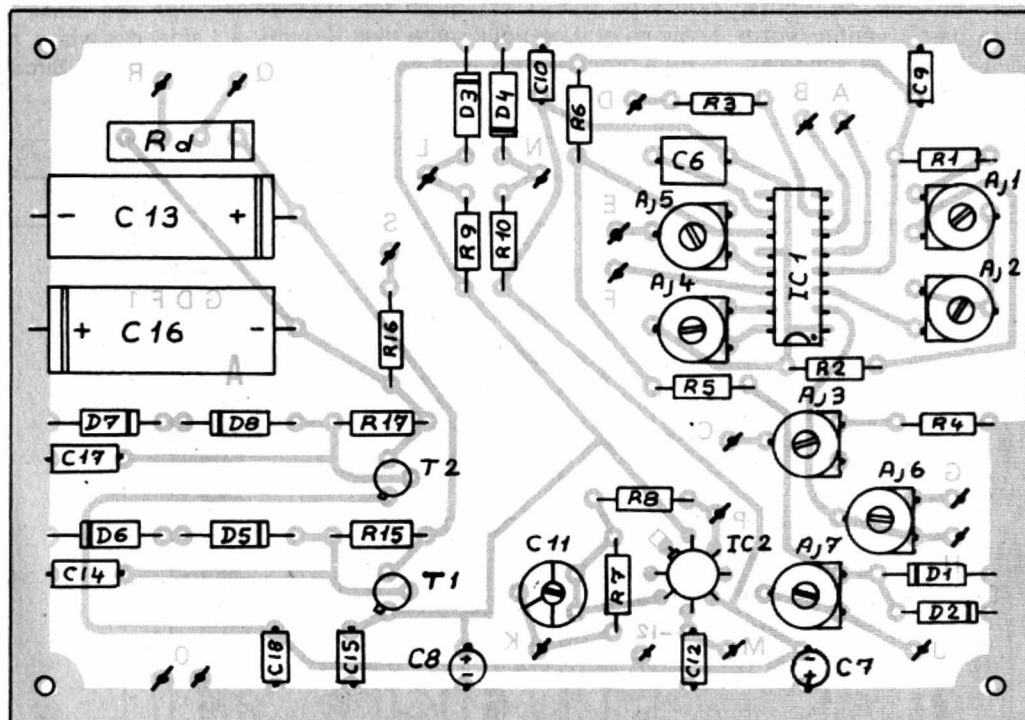 R Q
D3 D4 C10 R6 D R3 B A C9
Rd
L N C6 R1
C13
- +
S R9 R10 E Aj5 Aj1
IC1
F Aj4 Aj2
GDF1
+ C16 -
R16
A R5 R2
Aj3
D7 D8 R17 C R4
C17 T2 Aj6 G
R8 P
D6 D5 R15 C11 IC2 H
C14 T1 R7 Aj7 D1
D2
C18 C15 C8 + - K -12 C12 M - + C7 J
O